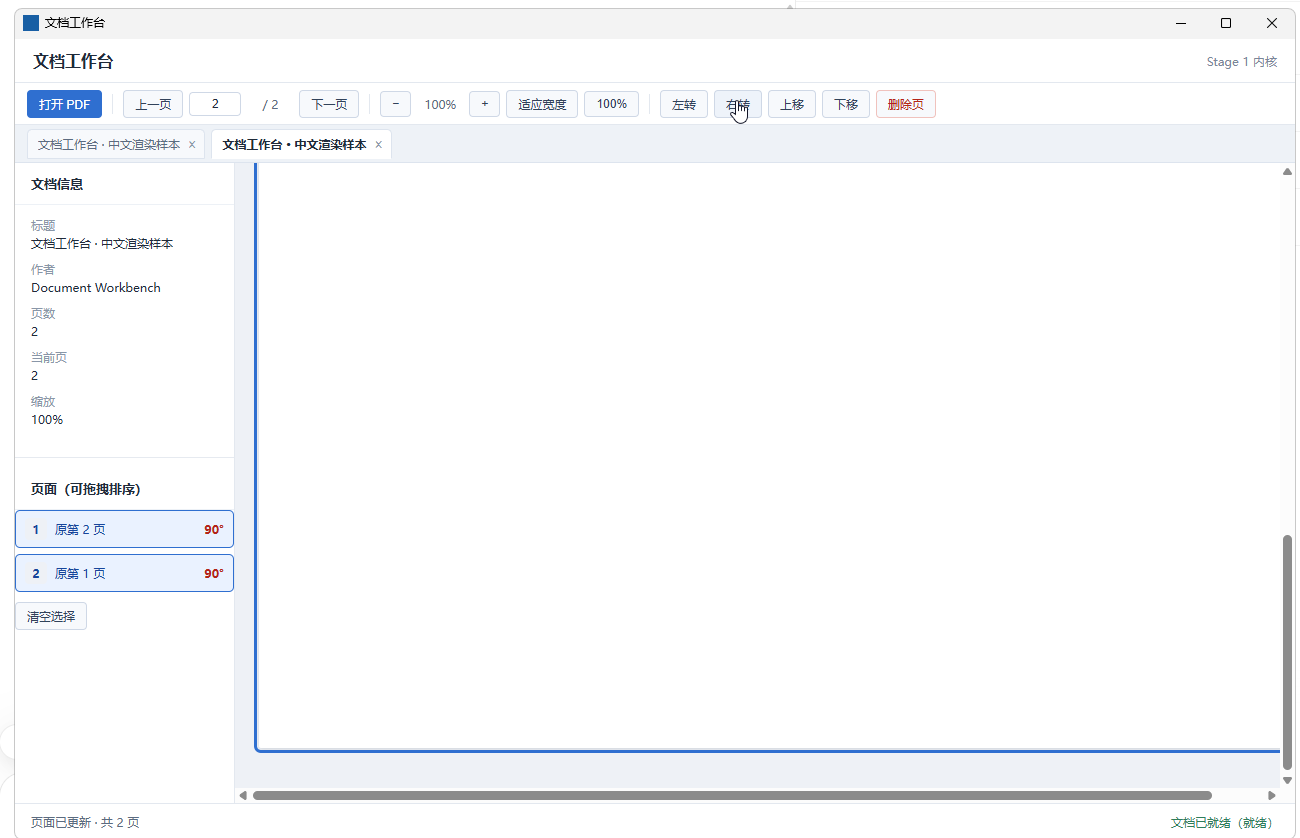 文档工作台
文档工作台
Stage 1 内核
打开 PDF 上一页 2 / 2 下一页 − 100% + 适应宽度 100% 左转 右转 上移 下移 删除页
文档工作台 · 中文渲染样本 × 文档工作台 · 中文渲染样本 ×
文档信息
标题
文档工作台 · 中文渲染样本
作者
Document Workbench
页数
2
当前页
2
缩放
100%
页面（可拖拽排序）
1 原第 2 页 90°
2 原第 1 页 90°
清空选择
页面已更新 · 共 2 页
文档已就绪（就绪）